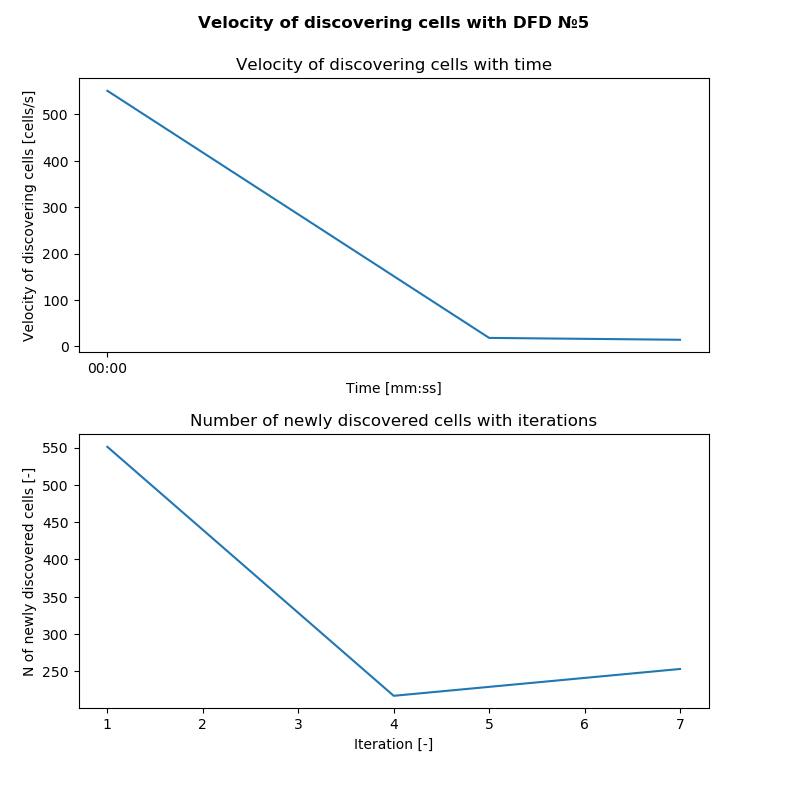 Velocity of discovering cells with DFD №5
Velocity of discovering cells with time
Velocity of discovering cells [cells/s]
500
400
300
200
100
0
00:00
Time [mm:ss]
Number of newly discovered cells with iterations
N of newly discovered cells [-]
550
500
450
400
350
300
250
1 2 3 4 5 6 7
Iteration [-]